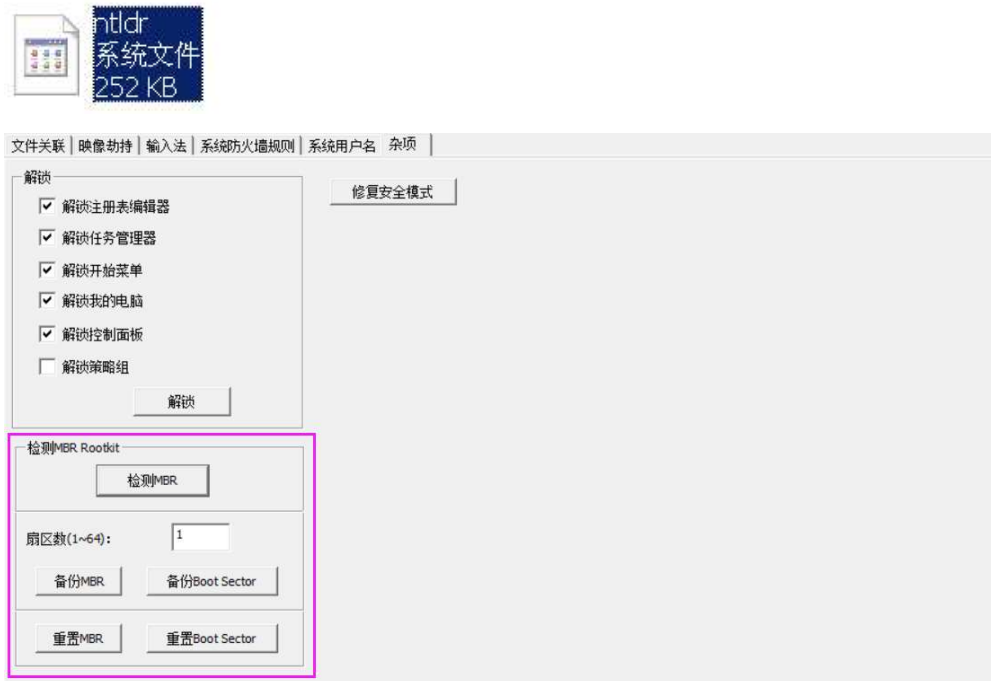 ntldr
系统文件
252 KB
文件关联 映像劫持 输入法 系统防火墙规则 系统用户名 杂项
解锁
修复安全模式
解锁注册表编辑器
解锁任务管理器
解锁开始菜单
解锁我的电脑
解锁控制面板
解锁策略组
解锁
检测MBR Rootkit
检测MBR
扇区数(1~64): 1
备份MBR 备份Boot Sector
重置MBR 重置Boot Sector